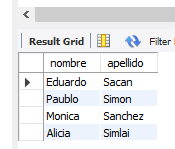 Result Grid Filter
nombre apellido
Eduardo Sacan
Paublo Simon
Monica Sanchez
Alicia Simlai